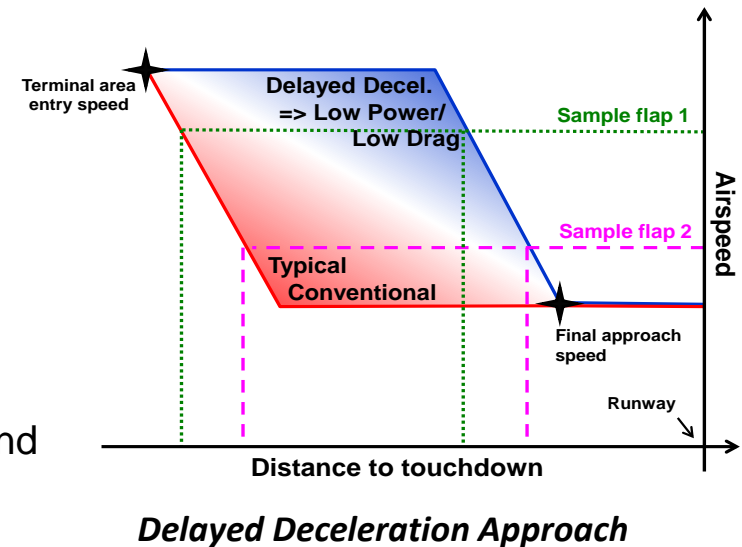 Terminal area
entry speed
Delayed Decel.
=> Low Power/
Low Drag
Sample flap 1
Airspeed
Sample flap 2
Typical
Conventional
Final approach
speed
Runway
nd
Distance to touchdown
Delayed Deceleration Approach